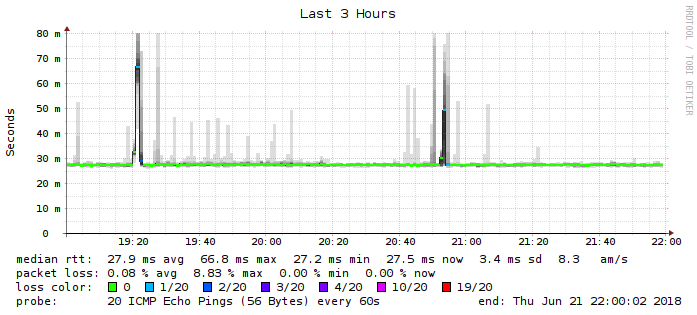 Last 3 Hours
RRDTOOL / TOBI OETIKER
Seconds
80 m
70 m
60 m
50 m
40 m
30 m
20 m
10 m
0
19:20 19:40 20:00 20:20 20:40 21:00 21:20 21:40 22:00
median rtt: 27.9 ms avg 66.8 ms max 27.2 ms min 27.5 ms now 3.4 ms sd 8.3 am/s
packet loss: 0.08 % avg 8.83 % max 0.00 % min 0.00 % now
loss color: 0 1/20 2/20 3/20 4/20 10/20 19/20
probe: 20 ICMP Echo Pings (56 Bytes) every 60s end: Thu Jun 21 22:00:02 2018